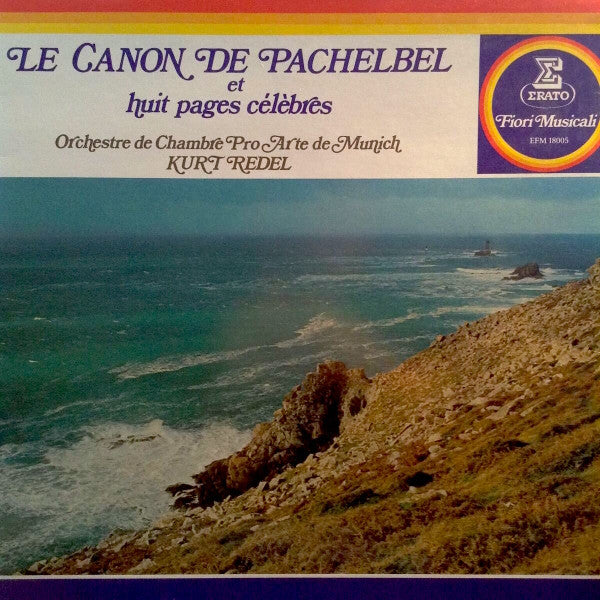 LE CANON DE PACHELBEL
et
huit pages célèbres
Orchestre de Chambre Pro Arte de Munich
KURT REDEL
ERATO
Fiori Musicali
EFM 18005